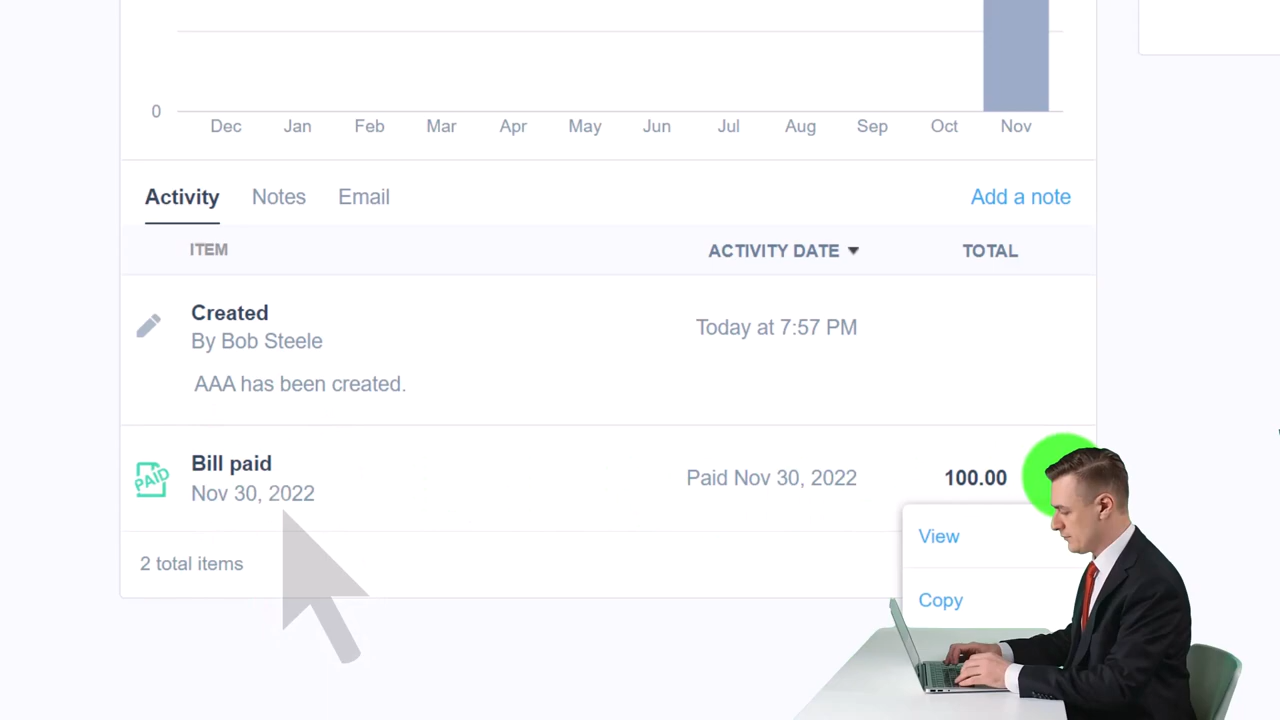 0
Dec Jan Feb Mar Apr May Jun Jul Aug Sep Oct Nov
Activity Notes Email Add a note
ITEM ACTIVITY DATE TOTAL
Created
By Bob Steele
Today at 7:57 PM
AAA has been created.
PAID
Bill paid
Nov 30, 2022
Paid Nov 30, 2022 100.00
View
Copy
2 total items